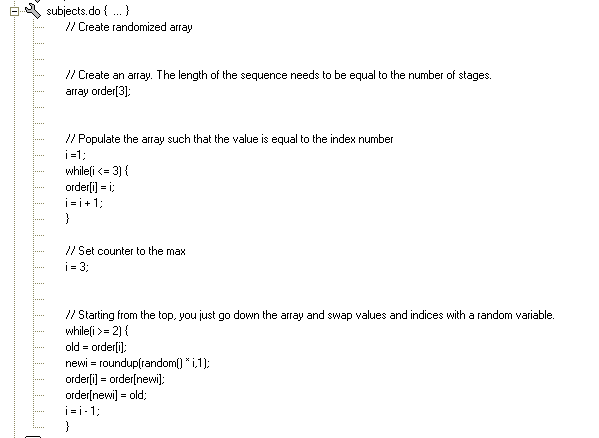 subjects.do { ... }
// Create randomized array
// Create an array. The length of the sequence needs to be equal to the number of stages.
array order[3];
// Populate the array such that the value is equal to the index number
i =1;
while(i <= 3) {
order[i] = i;
i = i + 1;
}
// Set counter to the max
i = 3;
// Starting from the top, you just go down the array and swap values and indices with a random variable.
while(i >= 2) {
old = order[i];
newi = roundup(random() * i,1);
order[i] = order[newi];
order[newi] = old;
i = i - 1;
}